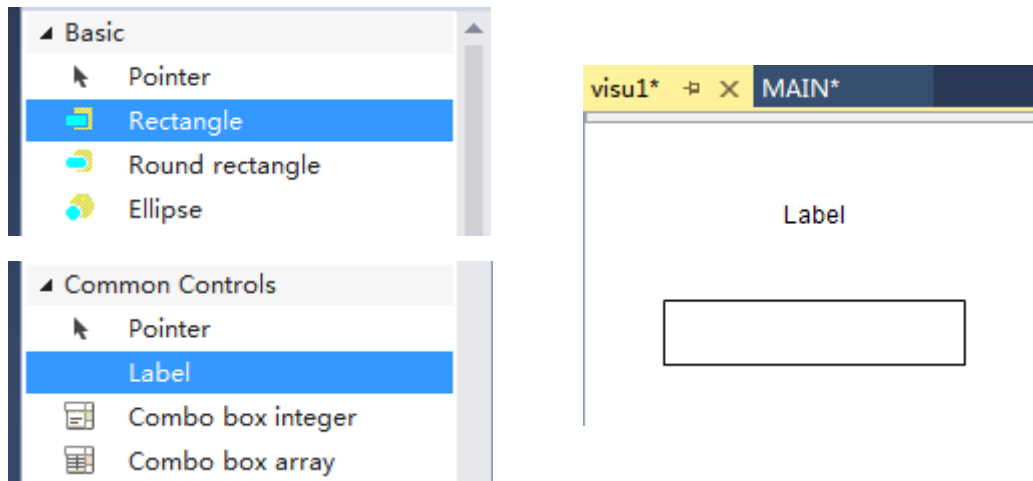 Basic
Pointer
Rectangle
Round rectangle
Ellipse
Common Controls
Pointer
Label
Combo box integer
Combo box array
visu1* MAIN*
Label